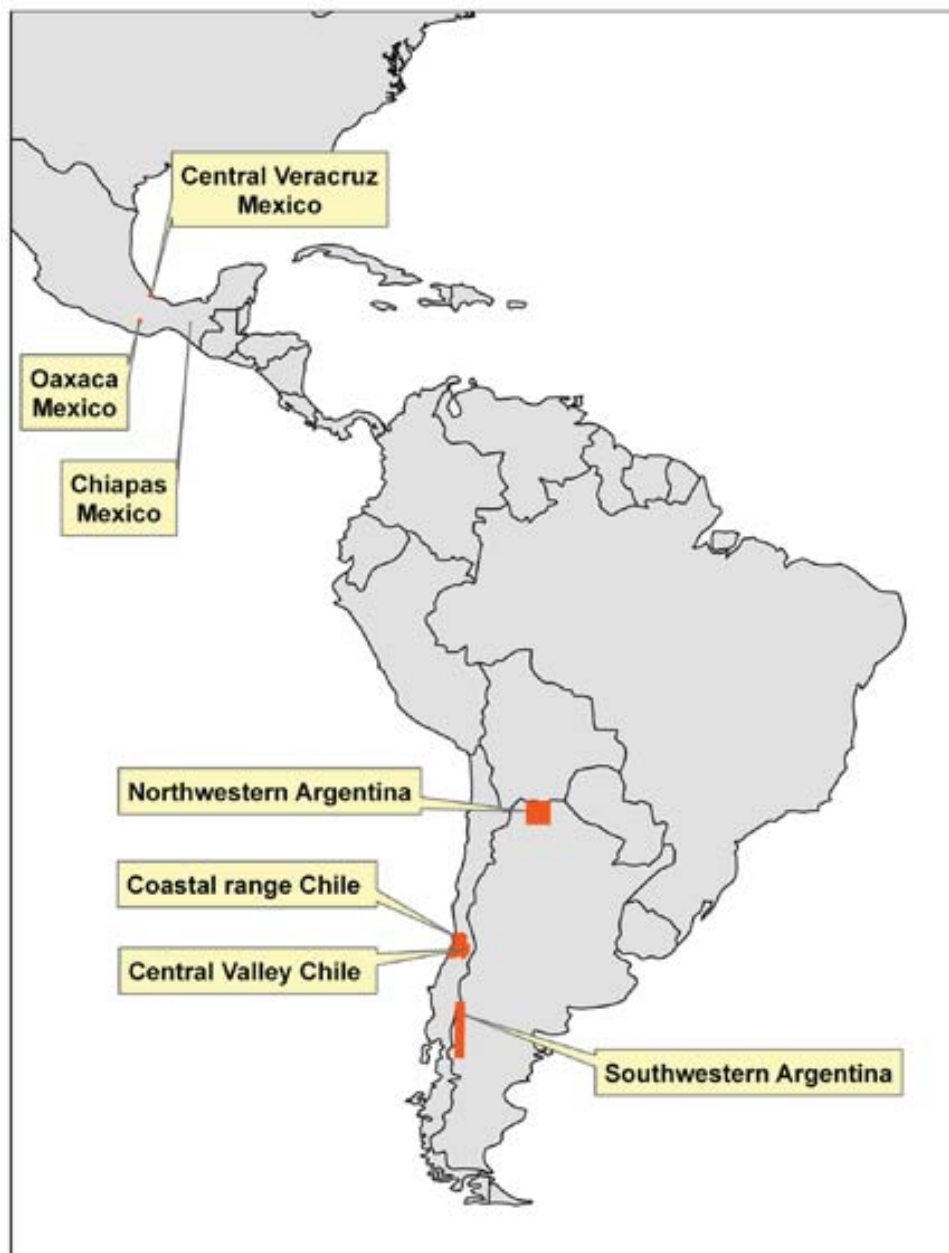 Central Veracruz
Mexico
Oaxaca
Mexico
Chiapas
Mexico
Northwestern Argentina
Coastal range Chile
Central Valley Chile
Southwestern Argentina